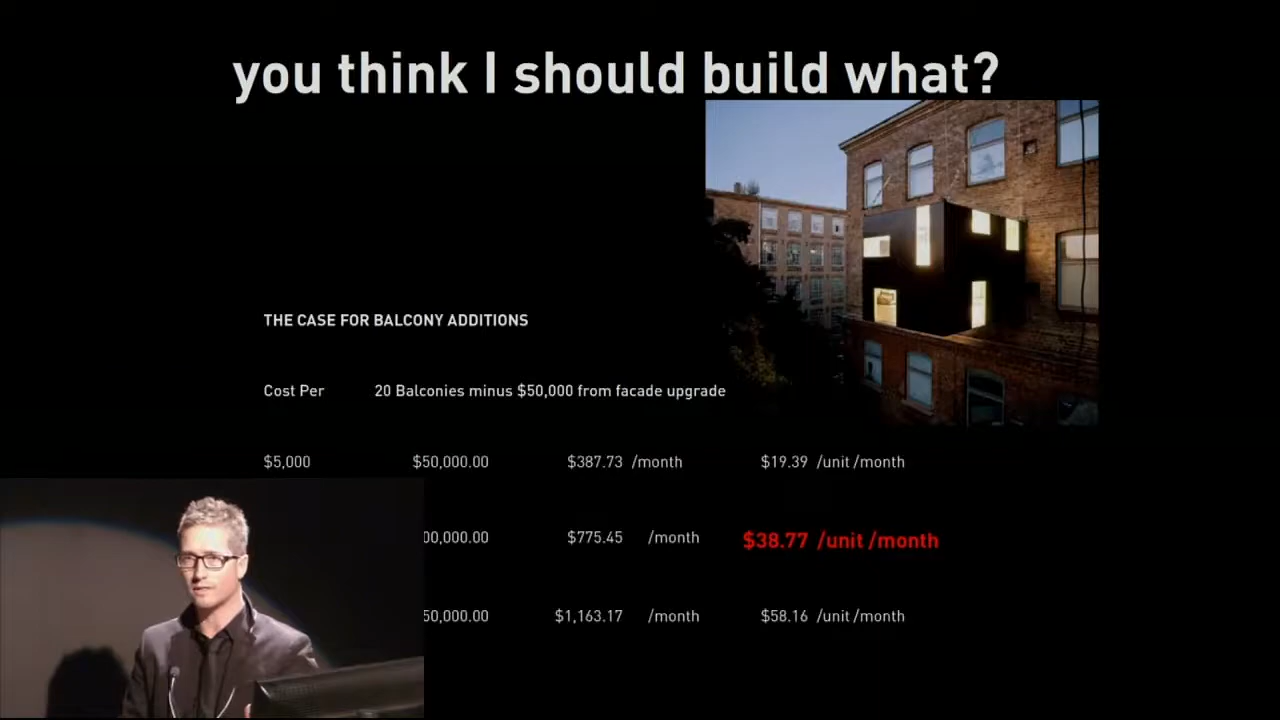 you think I should build what?
THE CASE FOR BALCONY ADDITIONS
Cost Per 20 Balconies minus $50,000 from facade upgrade
$5,000 $50,000.00 $387.73 /month $19.39 /unit/month
00,000.00 $775.45 /month $38.77 /unit/month
50,000.00 $1,163.17 /month $58.16 /unit/month